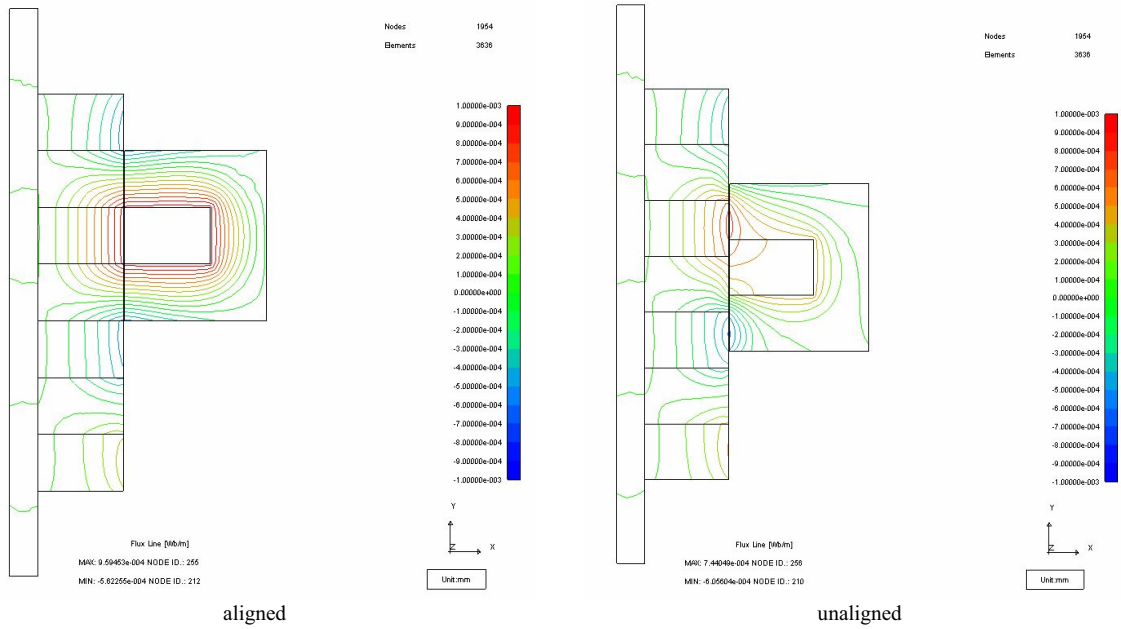 Nodes 1954
Elements 3636
1.00000e-003
9.00000e-004
8.00000e-004
7.00000e-004
6.00000e-004
5.00000e-004
4.00000e-004
3.00000e-004
2.00000e-004
1.00000e-004
0.00000e+000
-1.00000e-004
-2.00000e-004
-3.00000e-004
-4.00000e-004
-5.00000e-004
-6.00000e-004
-7.00000e-004
-8.00000e-004
-9.00000e-004
-1.00000e-003
Y
Z X
Flux Line [Wb/m]
MAX: 9.59453e-004 NODE ID.: 255
MIN: -5.62255e-004 NODE ID.: 212
Unit:mm
aligned
Nodes 1954
Elements 3636
1.00000e-003
9.00000e-004
8.00000e-004
7.00000e-004
6.00000e-004
5.00000e-004
4.00000e-004
3.00000e-004
2.00000e-004
1.00000e-004
0.00000e+000
-1.00000e-004
-2.00000e-004
-3.00000e-004
-4.00000e-004
-5.00000e-004
-6.00000e-004
-7.00000e-004
-8.00000e-004
-9.00000e-004
-1.00000e-003
Y
Z X
Flux Line [Wb/m]
MAX: 7.44049e-004 NODE ID.: 256
MIN: -6.05604e-004 NODE ID.: 210
Unit:mm
unaligned